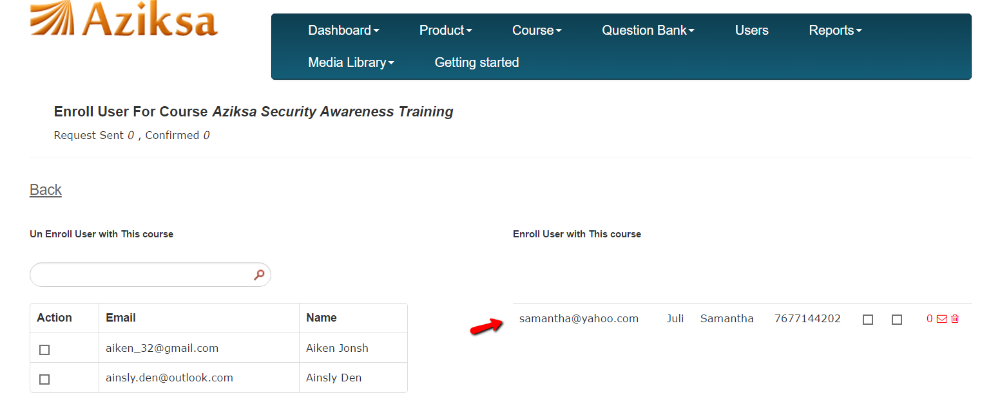 Aziksa
Dashboard Product Course Question Bank Users Reports
Media Library Getting started
Enroll User For Course Aziksa Security Awareness Training
Request Sent 0 , Confirmed 0
Back
Un Enroll User with This course
Enroll User with This course
Action Email Name
aiken_32@gmail.com Aiken Jonsh
ainsly.den@outlook.com Ainsly Den
samantha@yahoo.com Juli Samantha 7677144202 0